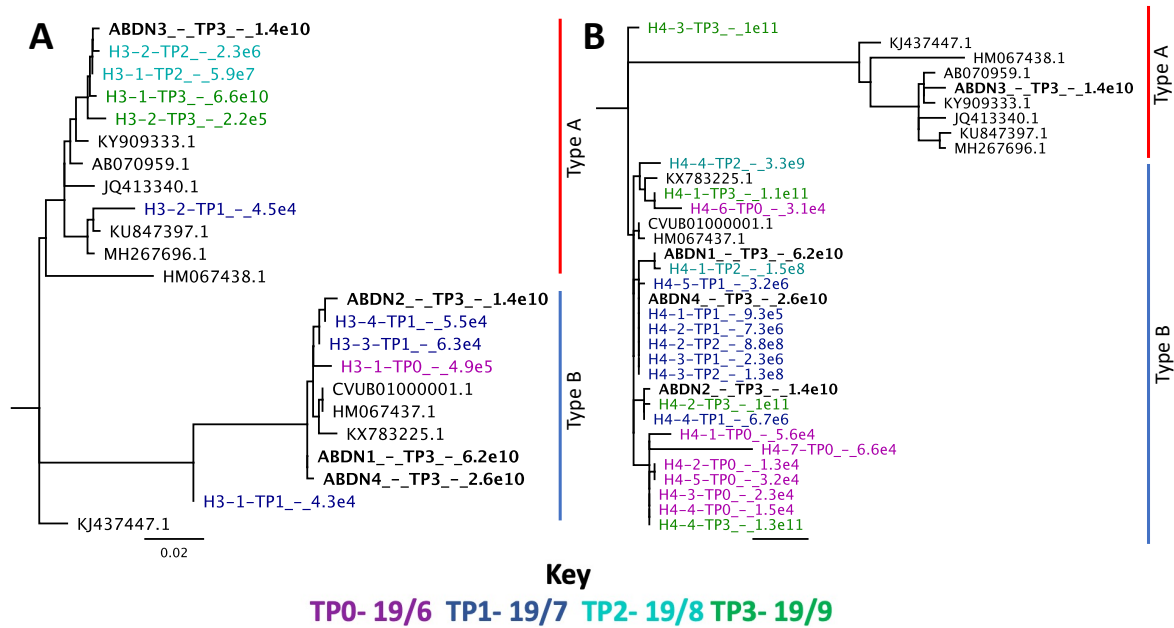 A
ABDN3_-_TP3_-_1.4e10
H3-2-TP2_-_2.3e6
H3-1-TP2_-_5.9e7
H3-1-TP3_-_6.6e10
H3-2-TP3_-_2.2e5
KY909333.1
AB070959.1
JQ413340.1
H3-2-TP1_-_4.5e4
KU847397.1
MH267696.1
HM067438.1
Type A
ABDN2_-_TP3_-_1.4e10
H3-4-TP1_-_5.5e4
H3-3-TP1_-_6.3e4
H3-1-TP0_-_4.9e5
CVUB01000001.1
HM067437.1
KX783225.1
ABDN1_-_TP3_-_6.2e10
ABDN4_-_TP3_-_2.6e10
H3-1-TP1_-_4.3e4
KJ437447.1
Type B
0.02
B
H4-3-TP3_-_1e11
KJ437447.1
HM067438.1
AB070959.1
ABDN3_-_TP3_-_1.4e10
KY909333.1
JQ413340.1
KU847397.1
MH267696.1
Type A
H4-4-TP2_-_3.3e9
KX783225.1
H4-1-TP3_-_1.1e11
H4-6-TP0_-_3.1e4
CVUB01000001.1
HM067437.1
ABDN1_-_TP3_-_6.2e10
H4-1-TP2_-_1.5e8
H4-5-TP1_-_3.2e6
ABDN4_-_TP3_-_2.6e10
H4-1-TP1_-_9.3e5
H4-2-TP1_-_7.3e6
H4-2-TP2_-_8.8e8
H4-3-TP1_-_2.3e6
H4-3-TP2_-_1.3e8
ABDN2_-_TP3_-_1.4e10
H4-2-TP3_-_1e11
H4-4-TP1_-_6.7e6
H4-1-TP0_-_5.6e4
H4-7-TP0_-_6.6e4
H4-2-TP0_-_1.3e4
H4-5-TP0_-_3.2e4
H4-3-TP0_-_2.3e4
H4-4-TP0_-_1.5e4
H4-4-TP3_-_1.3e11
Type B
Key
TP0- 19/6 TP1- 19/7 TP2- 19/8 TP3- 19/9